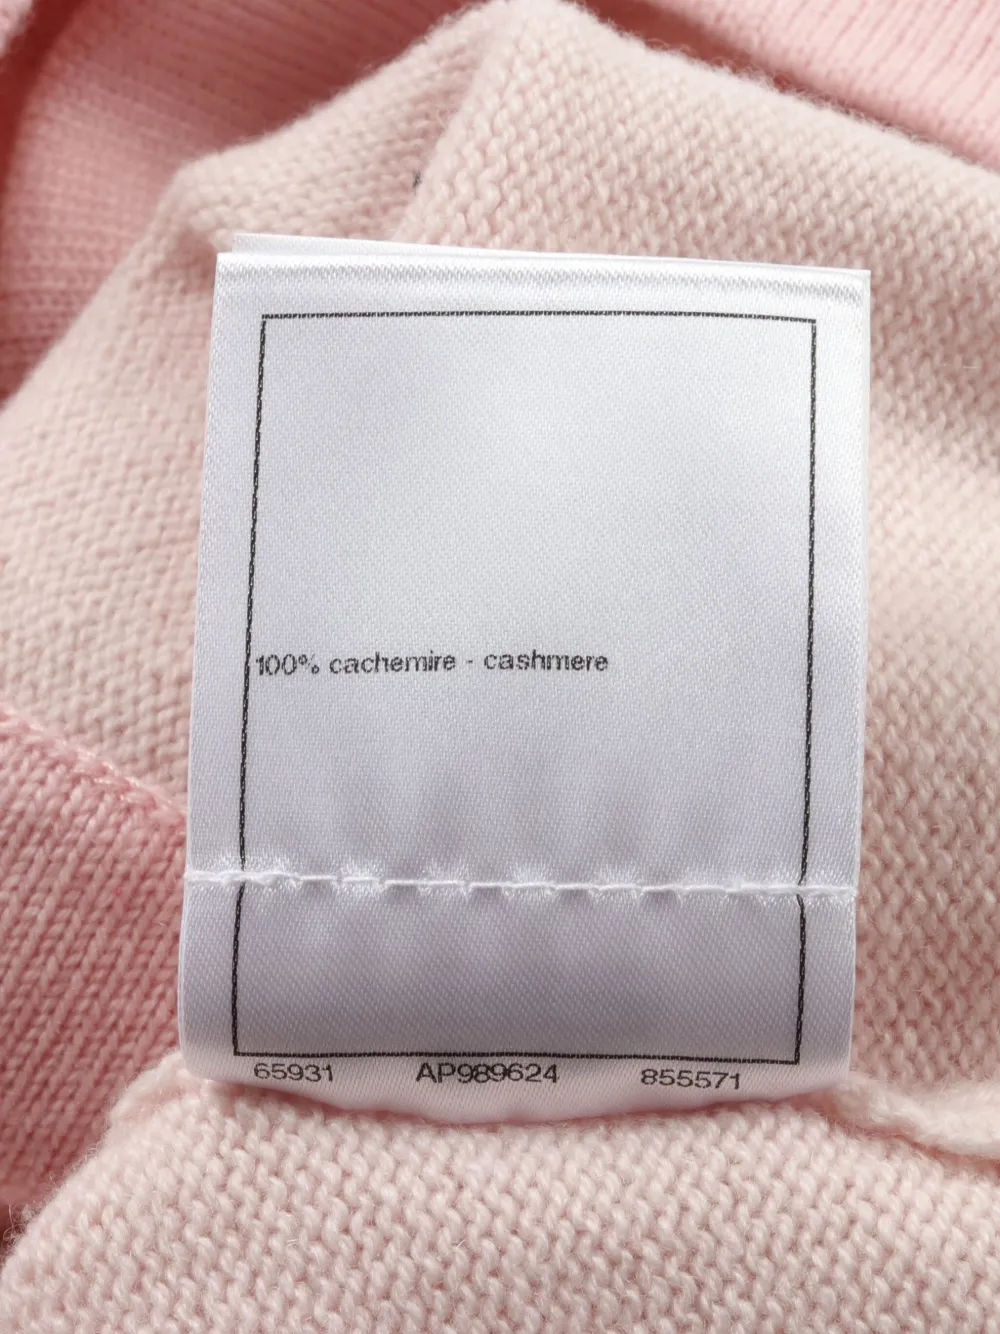 100% cachemire - cashmere
65931 AP989624 855571